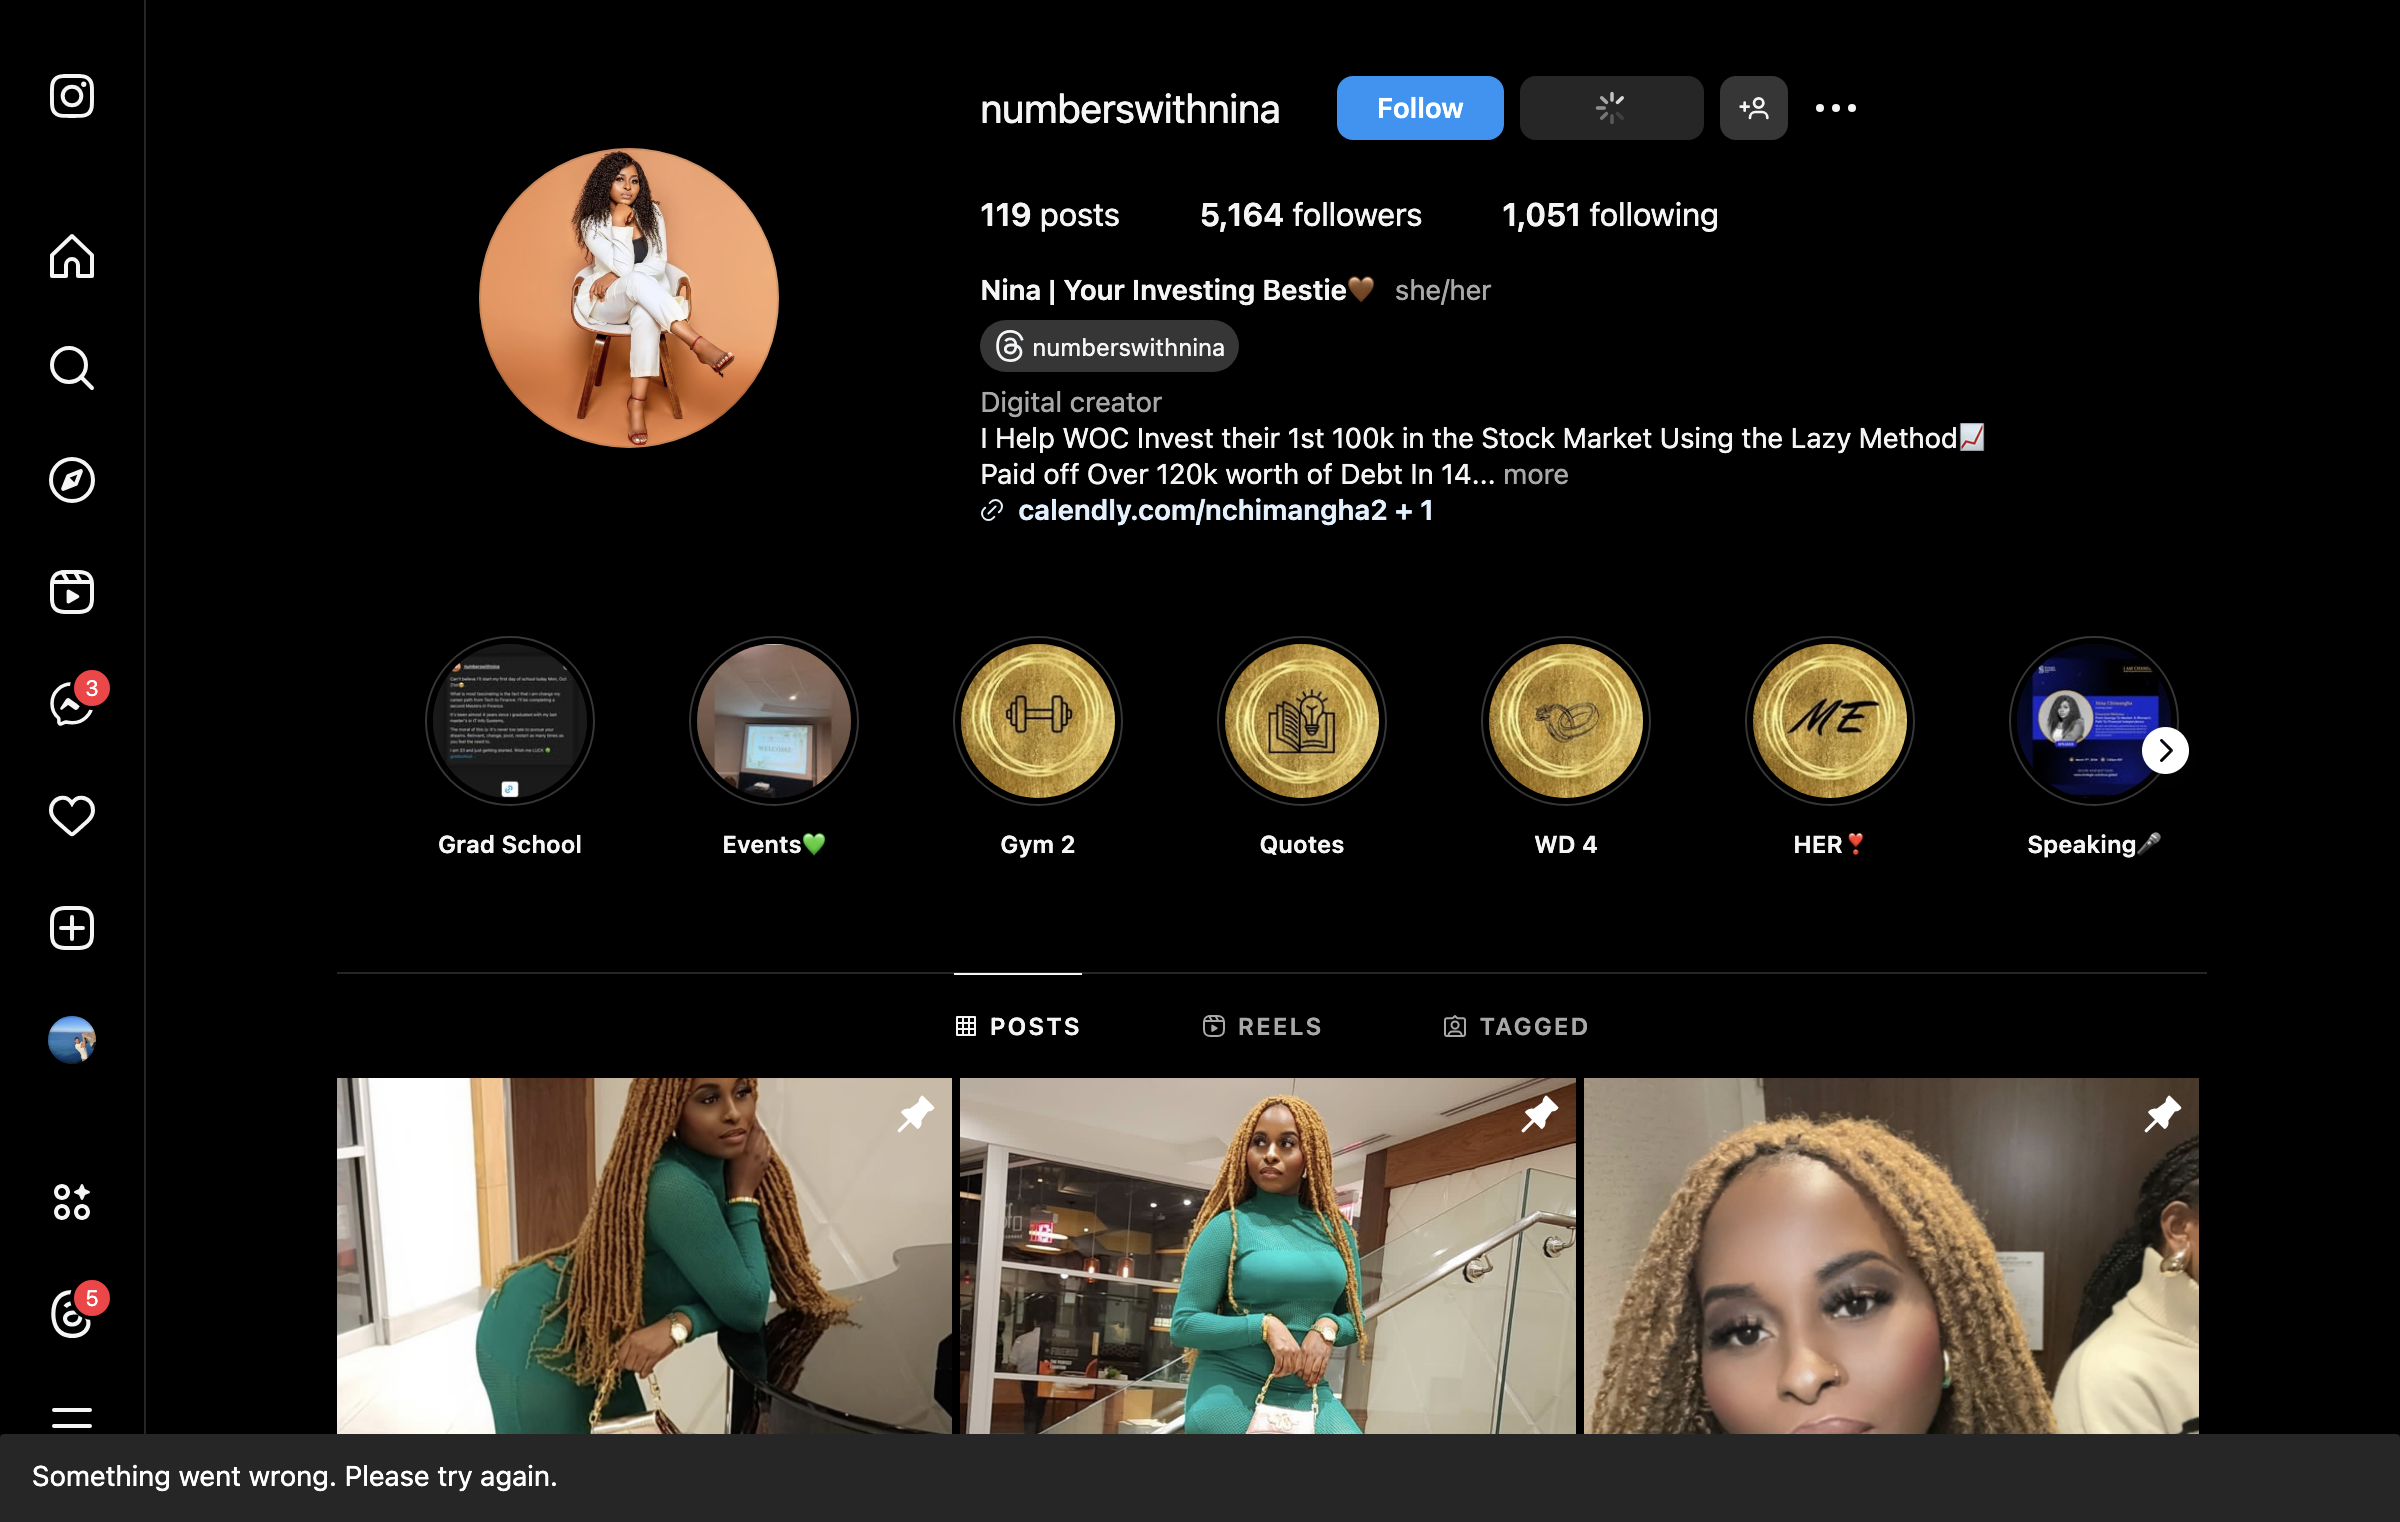 numberswithnina
Follow
119 posts
5,164 followers
1,051 following
Nina | Your Investing Bestie🤎 she/her
numberswithnina
Digital creator
I Help WOC Invest their 1st 100k in the Stock Market Using the Lazy Method📈
Paid off Over 120k worth of Debt In 14... more
calendly.com/nchimangha2 + 1
3
ME
WELCOME
Grad School
Events💚
Gym 2
Quotes
WD 4
HER❣️
Speaking🎤
POSTS
REELS
TAGGED
5
Something went wrong. Please try again.